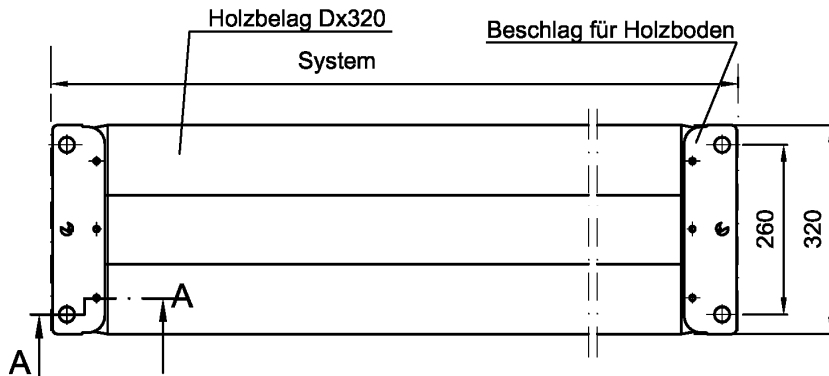 Holzbelag Dx320
Beschlag für Holzboden
System
260
320
A
A